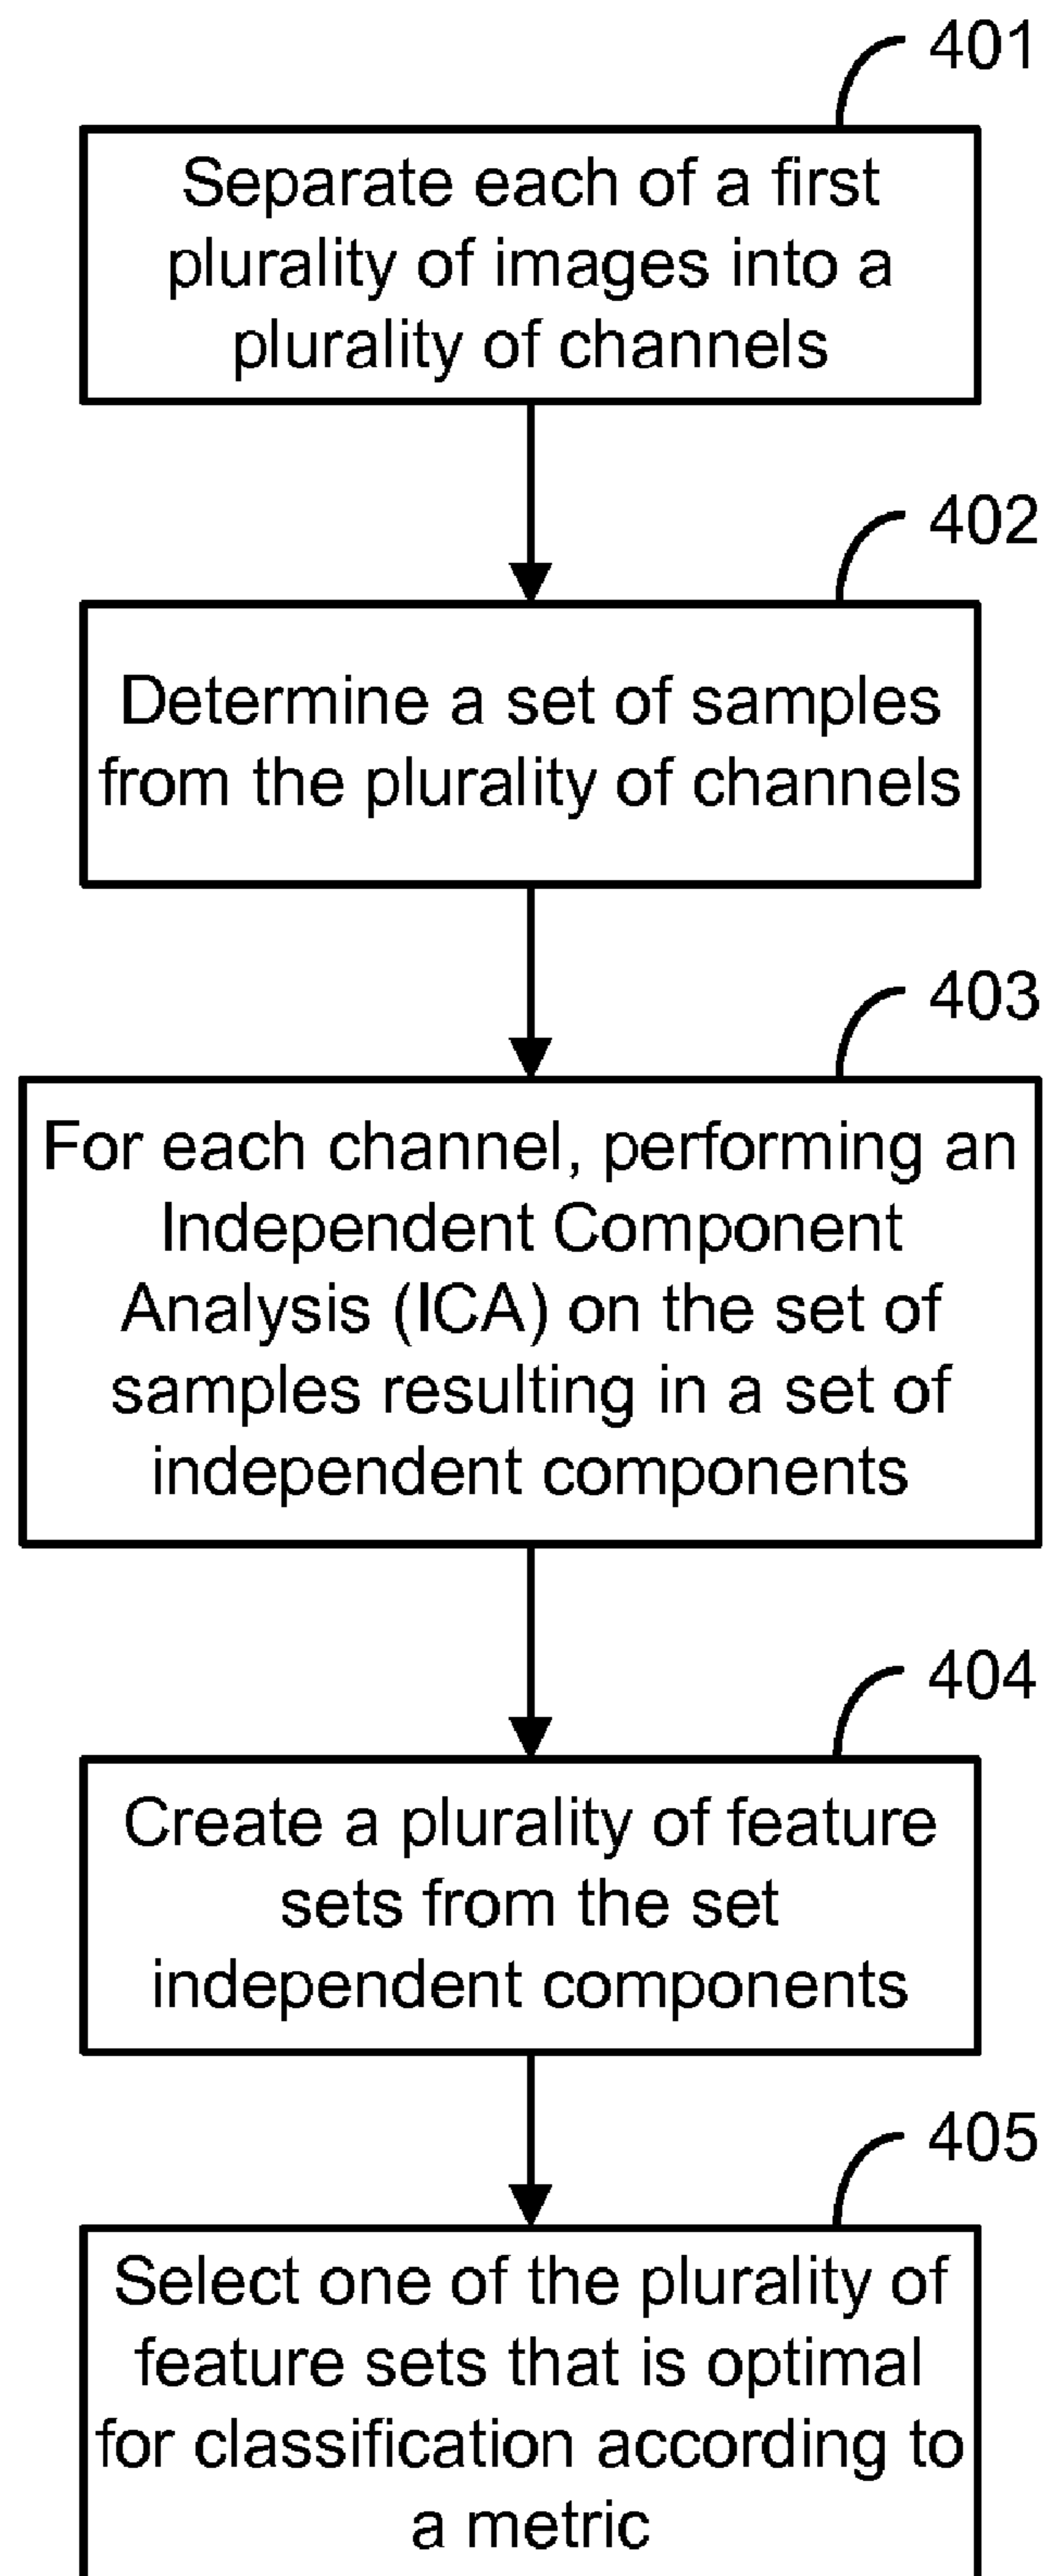 401
Separate each of a first
plurality of images into a
plurality of channels
402
Determine a set of samples
from the plurality of channels
403
For each channel, performing an
Independent Component
Analysis (ICA) on the set of
samples resulting in a set of
independent components
404
Create a plurality of feature
sets from the set
independent components
405
Select one of the plurality of
feature sets that is optimal
for classification according to
a metric